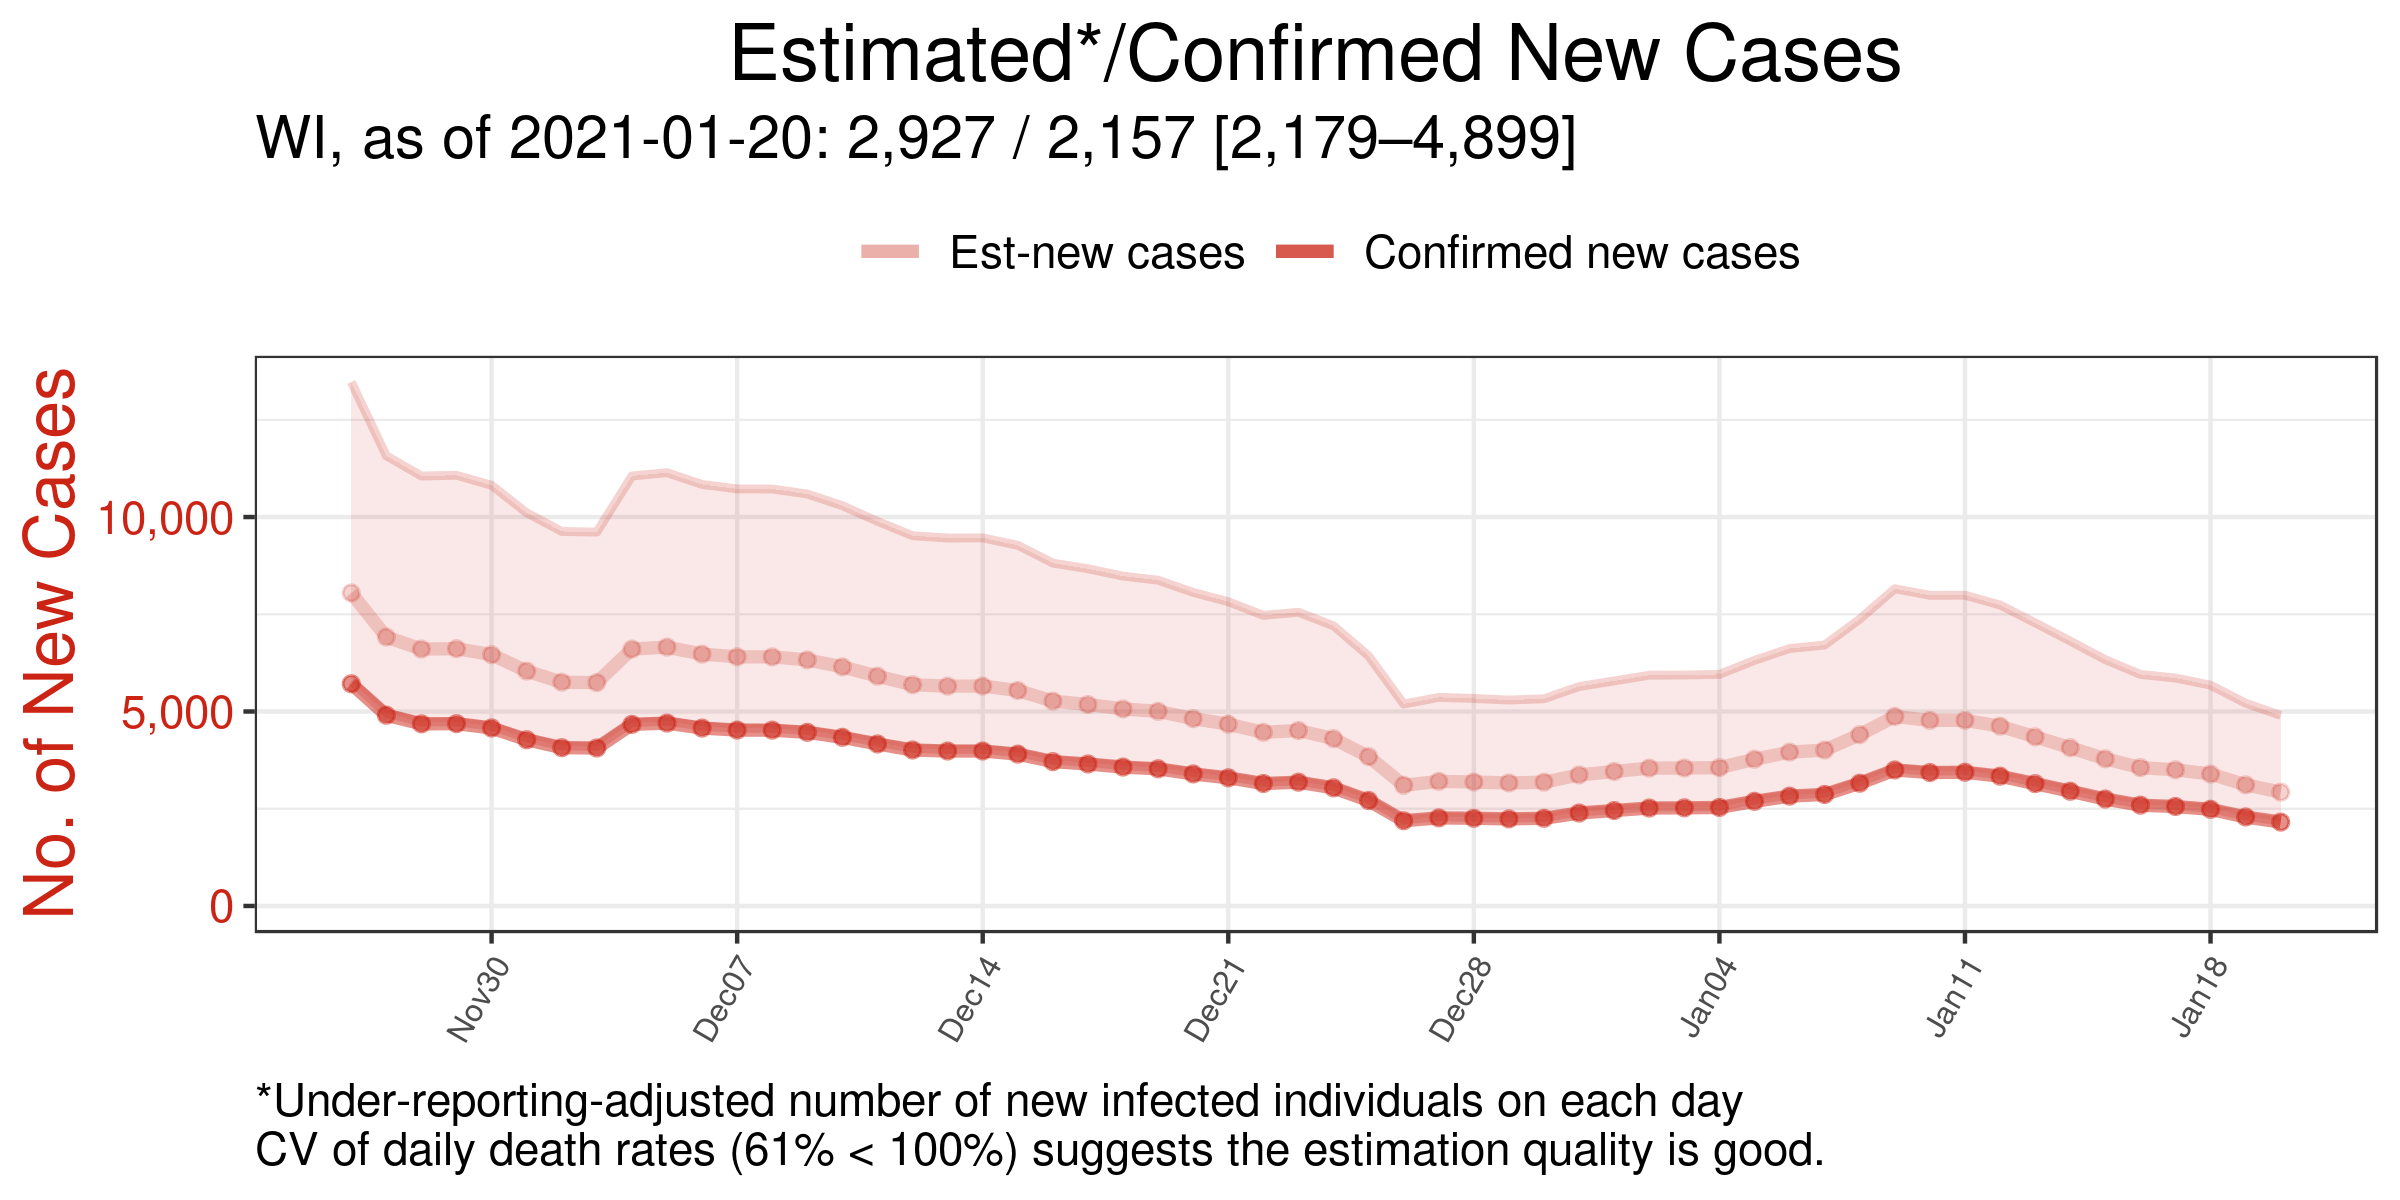 Estimated*/Confirmed New Cases
WI, as of 2021-01-20: 2,927 / 2,157 [2,179–4,899]
Est-new cases
Confirmed new cases
No. of New Cases
10,000
5,000
0
Nov30
Dec07
Dec14
Dec21
Dec28
Jan04
Jan11
Jan18
*Under-reporting-adjusted number of new infected individuals on each day
CV of daily death rates (61% < 100%) suggests the estimation quality is good.